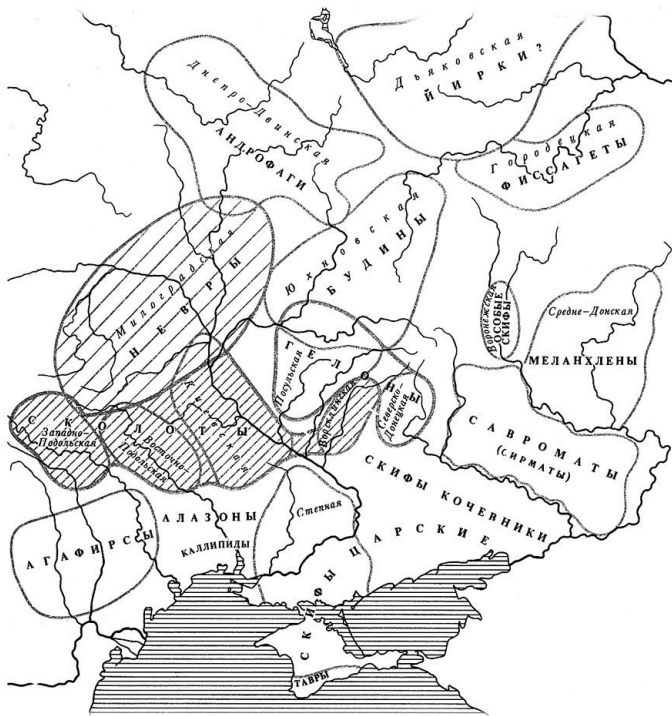 Дьяковская
ЙИРКИ?
Днепро-Двинская
АНДРОФАГИ
Городецкая
ФИССАГЕТЫ
Юхновская
БУДИНЫ
Милоградская
НЕВРЫ
Воронежская
ОСОБЫЕ
СКИФЫ
Средне-Донская
МЕЛАНХЛЕНЫ
ГЕЛОНЫ
Посульская
Ворсклинская
Северско-
Донецкая
СКОЛОТЫ
Западно-
Подольская
Восточно-
Подольская
Киевская
САВРОМАТЫ
(СИРМАТЫ)
СКИФЫ КОЧЕВНИКИ
Степная
АЛАЗОНЫ
КАЛЛИПИДЫ
АГАФИРСЫ
СКИФЫ ЦАРСКИЕ
ТАВРЫ